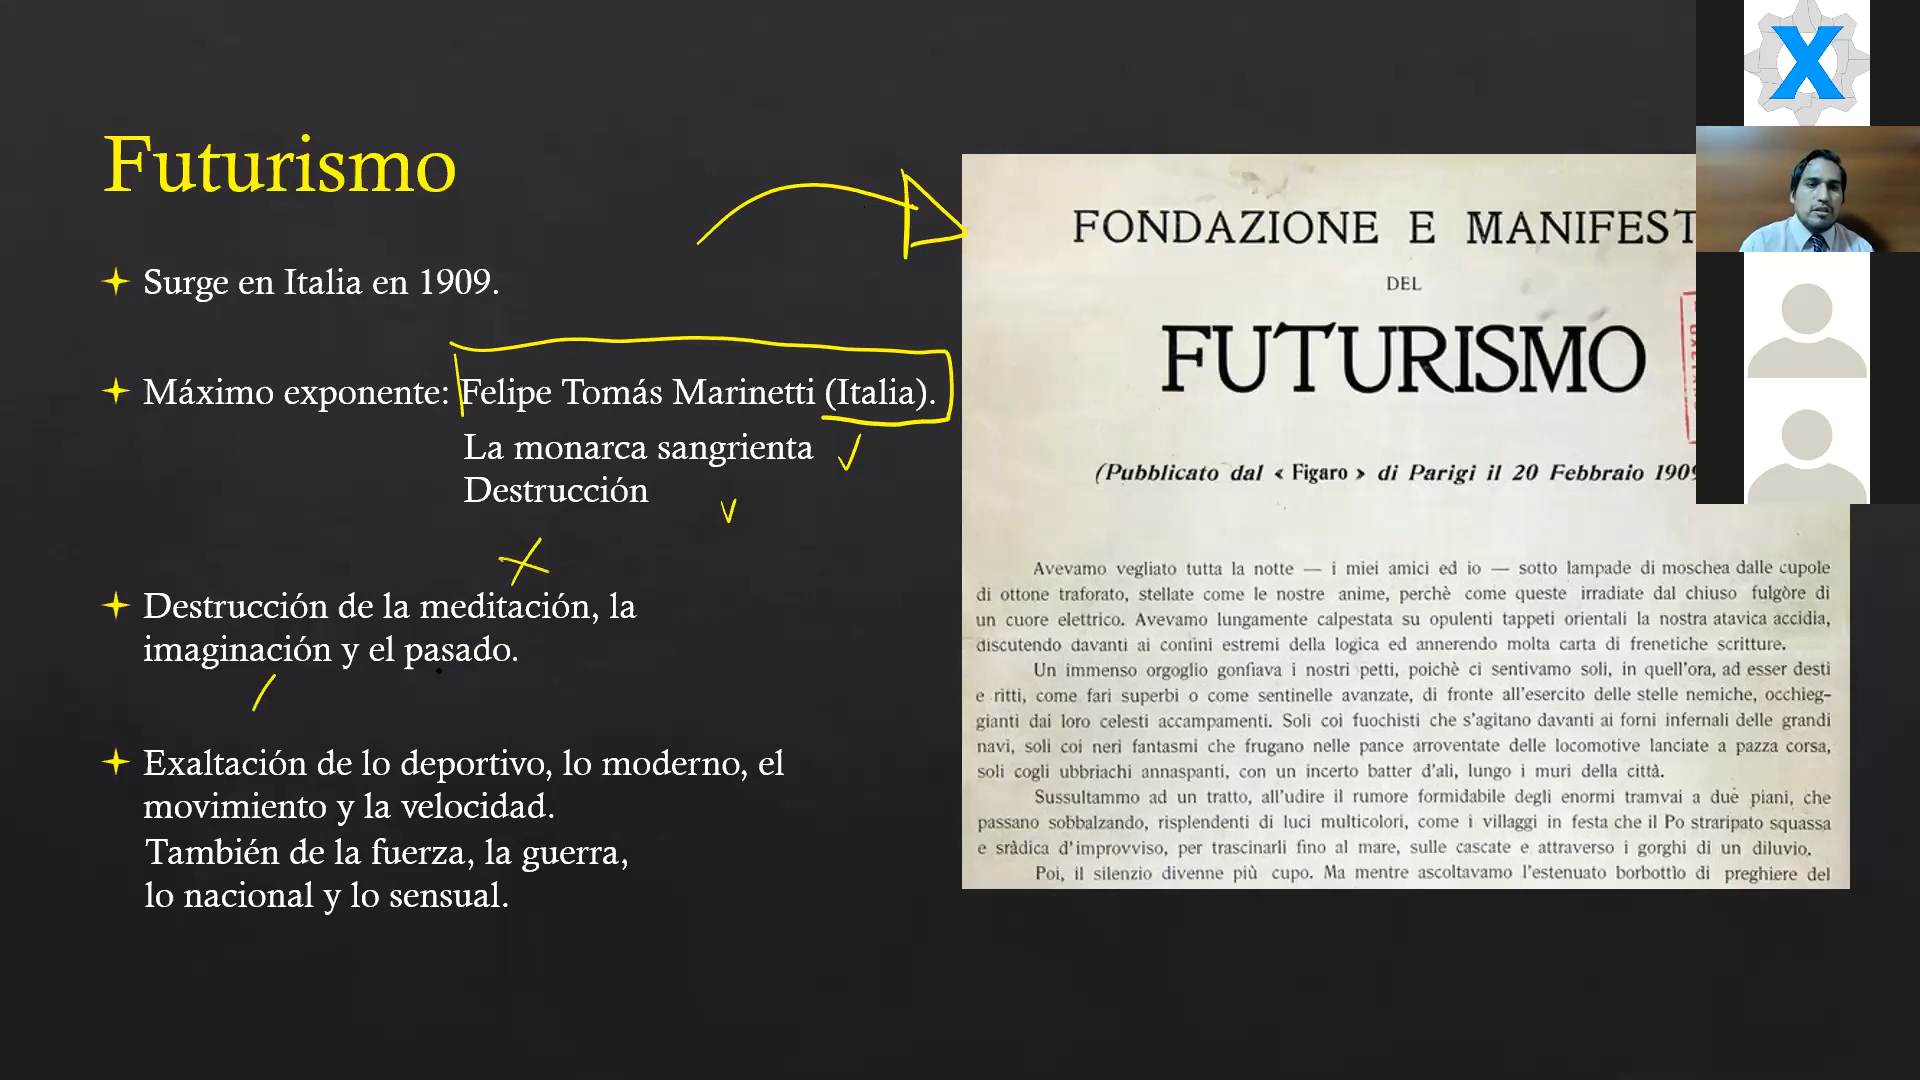 Futurismo
Surge en Italia en 1909.
Máximo exponente: Felipe Tomás Marinetti (Italia).
La monarca sangrienta
Destrucción
Destrucción de la meditación, la
imaginación y el pasado.
Exaltación de lo deportivo, lo moderno, el
movimiento y la velocidad.
También de la fuerza, la guerra,
lo nacional y lo sensual.
FONDAZIONE E MANIFEST
DEL
FUTURISMO
(Pubblicato dal « Figaro » di Parigi il 20 Febbraio 1909
Avevamo vegliato tutta la notte — i miei amici ed io — sotto lampade di moschea dalle cupole
di ottone traforato, stellate come le nostre anime, perchè come queste irradiate dal chiuso fulgòre di
un cuore elettrico. Avevamo lungamente calpestata su opulenti tappeti orientali la nostra atavica accidia,
discutendo davanti ai confini estremi della logica ed annerendo molta carta di frenetiche scritture.
Un immenso orgoglio gonfiava i nostri petti, poichè ci sentivamo soli, in quell'ora, ad esser desti
e ritti, come fari superbi o come sentinelle avanzate, di fronte all'esercito delle stelle nemiche, occhieg-
gianti dai loro celesti accampamenti. Soli coi fuochisti che s'agitano davanti ai forni infernali delle grandi
navi, soli coi neri fantasmi che frugano nelle pance arroventate delle locomotive lanciate a pazza corsa,
soli cogli ubbriachi annaspanti, con un incerto batter d'ali, lungo i muri della città.
Sussultammo ad un tratto, all'udire il rumore formidabile degli enormi tramvai a due piani, che
passano sobbalzando, risplendenti di luci multicolori, come i villaggi in festa che il Po straripato squassa
e sràdica d'improvviso, per trascinarli fino al mare, sulle cascate e attraverso i gorghi di un diluvio.
Poi, il silenzio divenne più cupo. Ma mentre ascoltavamo l'estenuato borbottìo di preghiere del
X